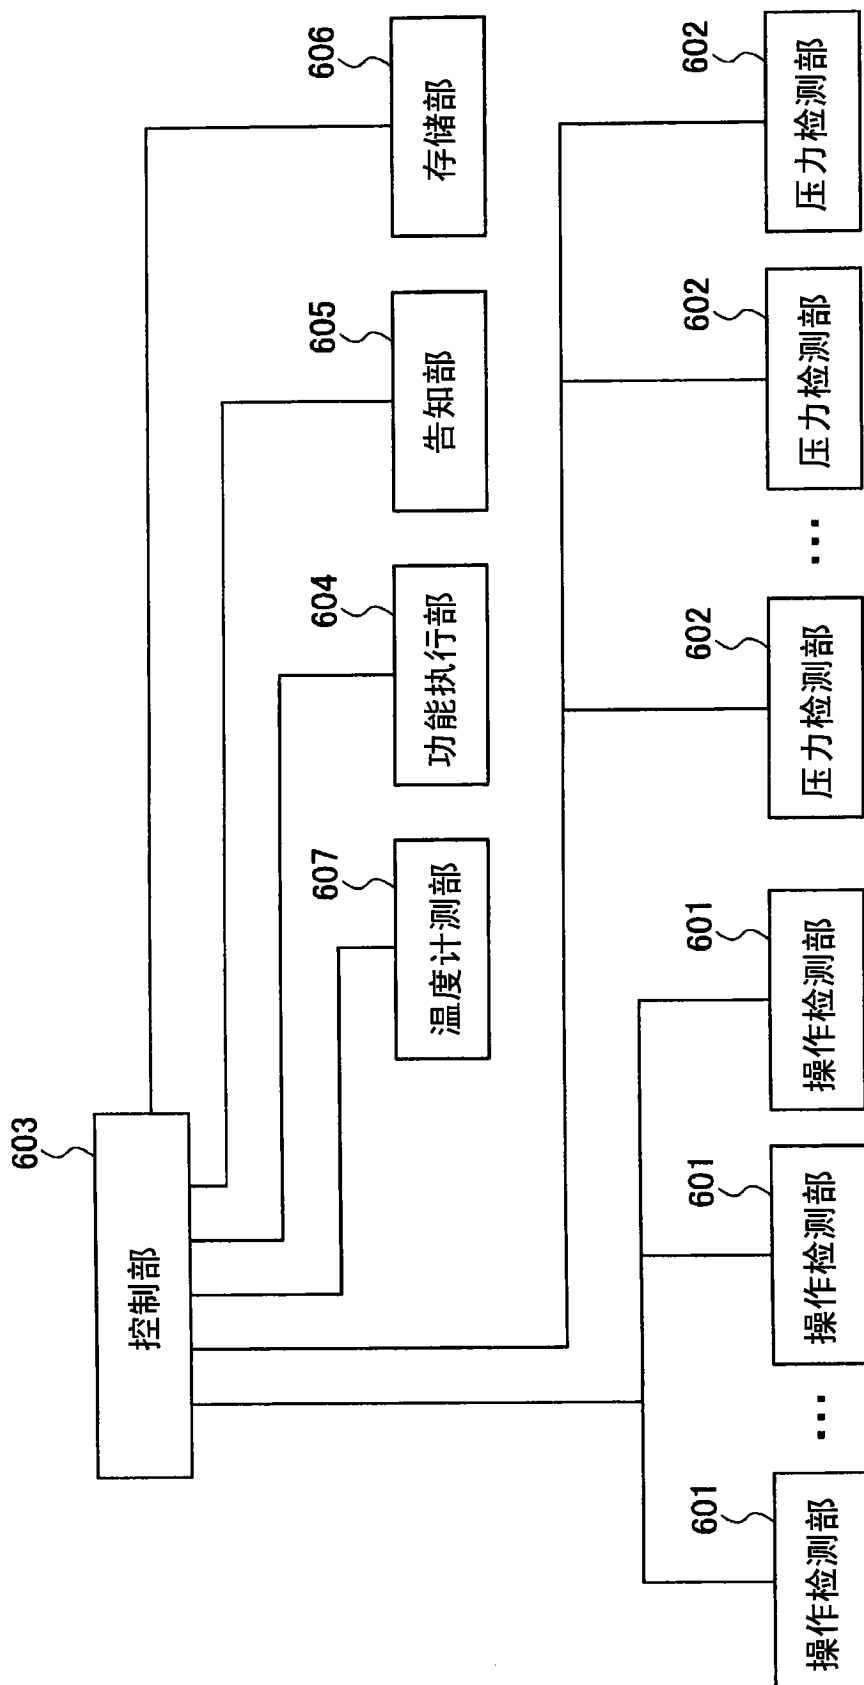 603
控制部
607
温度计测部
604
功能执行部
605
告知部
606
存储部
601
操作检测部
...
601
操作检测部
601
操作检测部
602
压力检测部
...
602
压力检测部
602
压力检测部